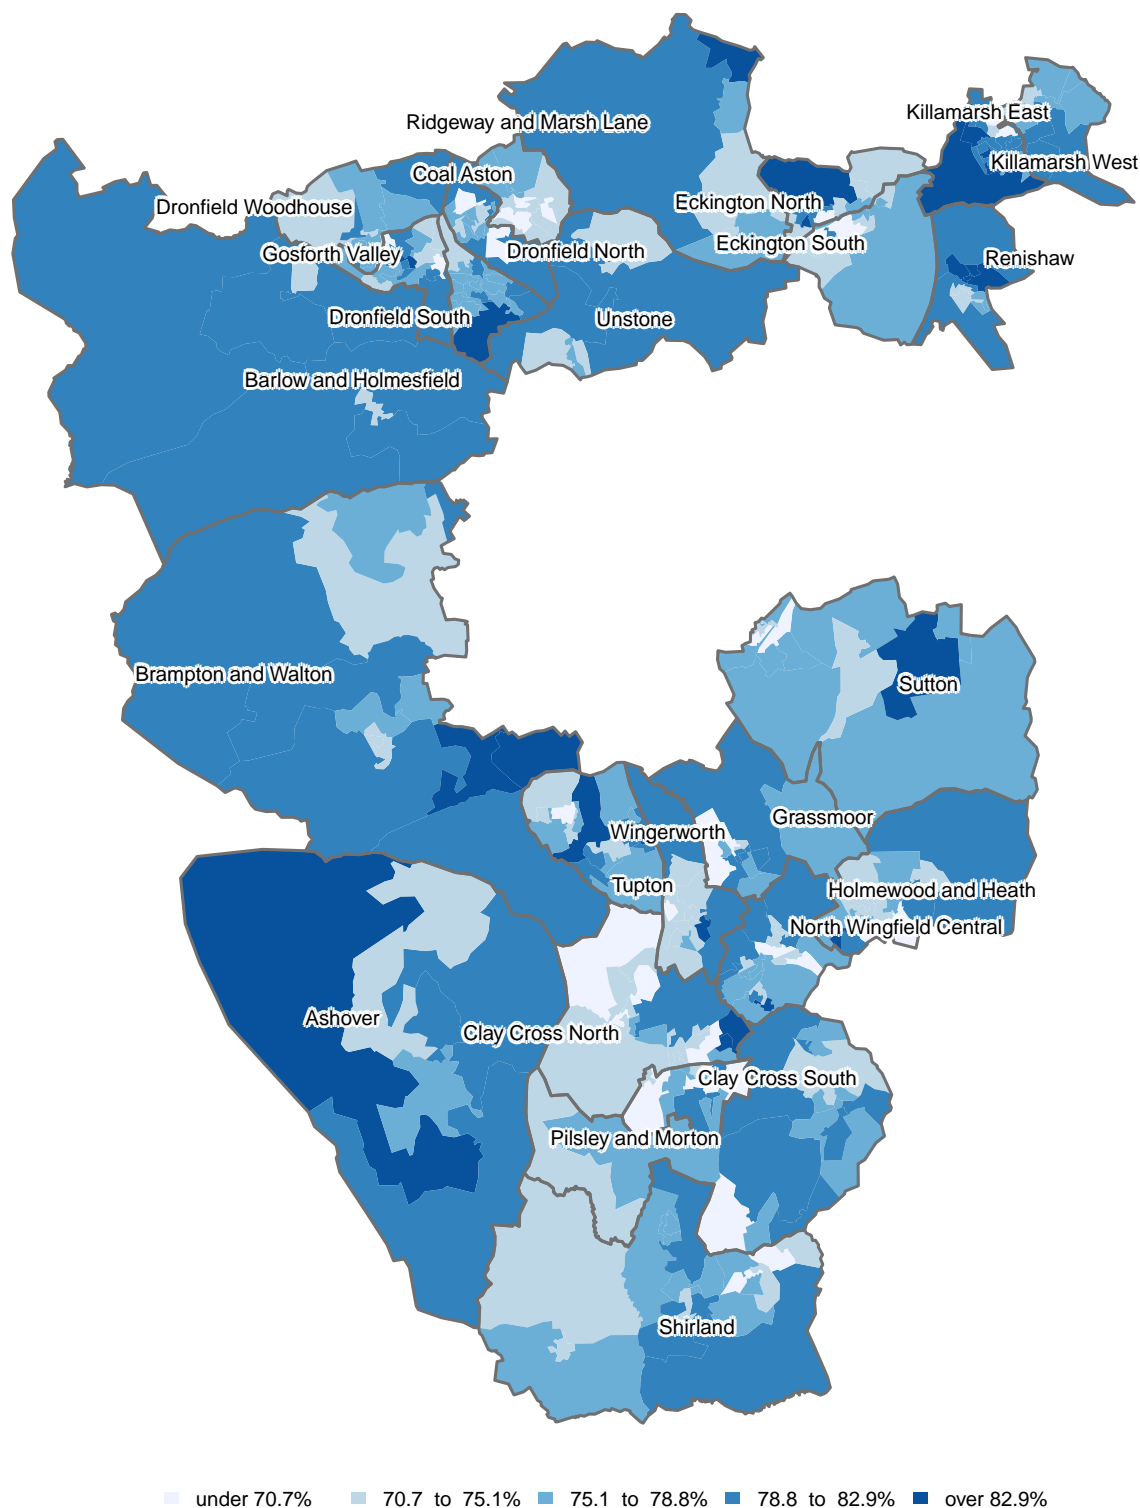 Killamarsh East
Ridgeway and Marsh Lane
Killamarsh West
Coal Aston
Eckington North
Dronfield Woodhouse
Eckington South
Dronfield North
Gosforth Valley
Renishaw
Dronfield South
Unstone
Barlow and Holmesfield
Brampton and Walton
Sutton
Grassmoor
Wingerworth
Tupton
Holmewood and Heath
North Wingfield Central
Ashover
Clay Cross North
Clay Cross South
Pilsley and Morton
Shirland
under 70.7% 70.7 to 75.1% 75.1 to 78.8% 78.8 to 82.9% over 82.9%